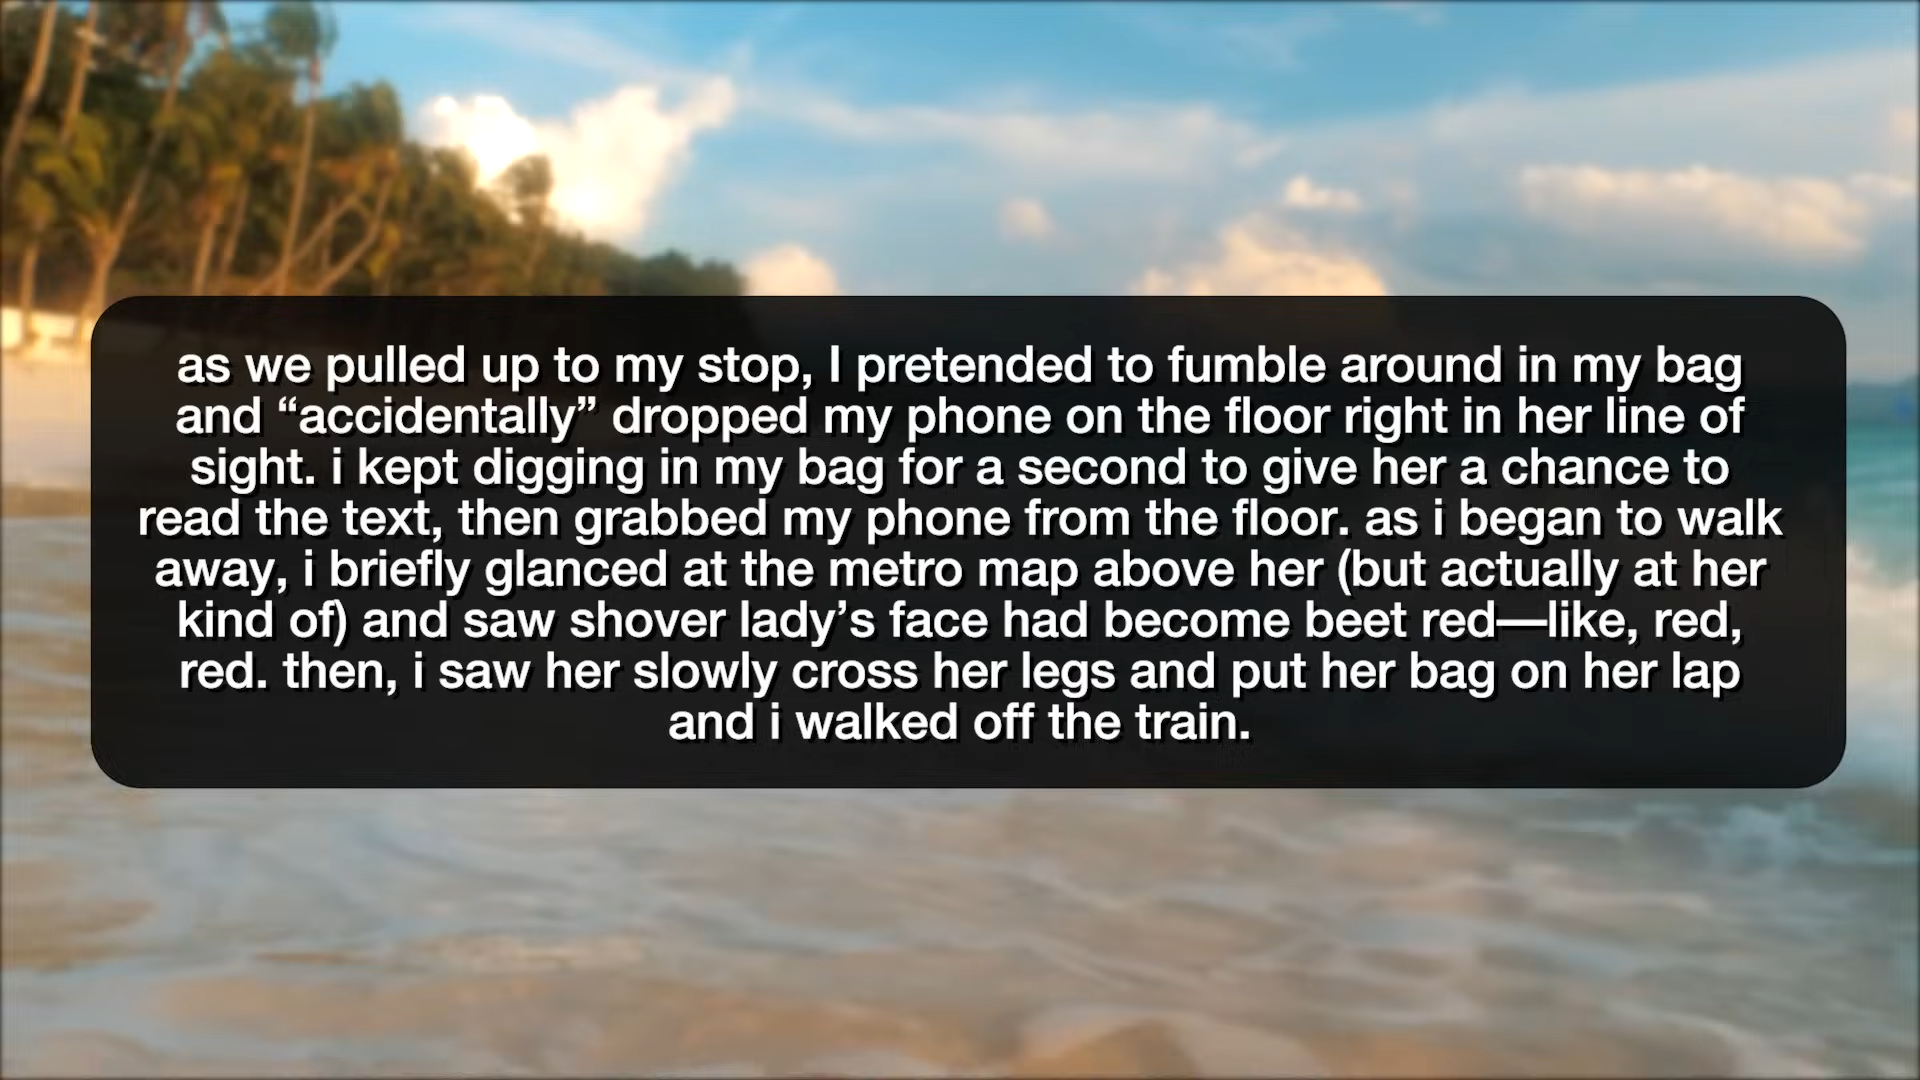 as we pulled up to my stop, I pretended to fumble around in my bag
and “accidentally” dropped my phone on the floor right in her line of
sight. i kept digging in my bag for a second to give her a chance to
read the text, then grabbed my phone from the floor. as i began to walk
away, i briefly glanced at the metro map above her (but actually at her
kind of) and saw shover lady’s face had become beet red—like, red,
red. then, i saw her slowly cross her legs and put her bag on her lap
and i walked off the train.